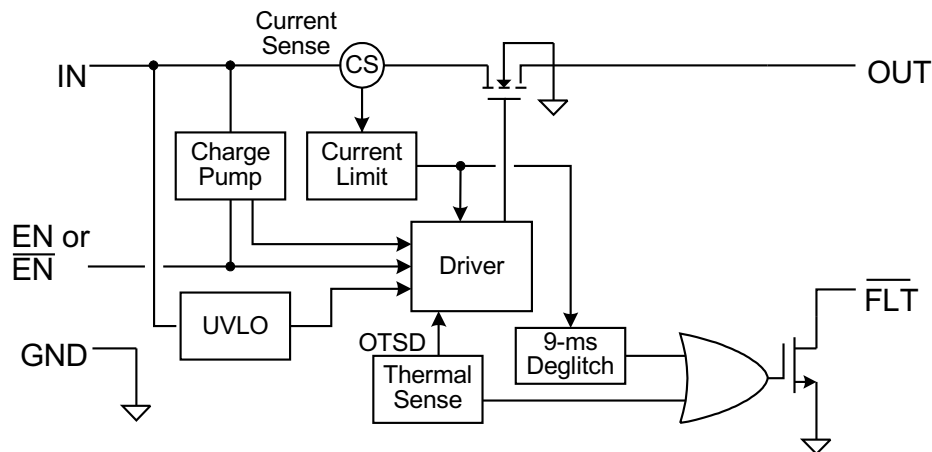 Current
Sense
IN
CS
OUT
Charge
Pump
Current
Limit
EN or
EN
Driver
UVLO
FLT
OTSD
9-ms
Deglitch
GND
Thermal
Sense